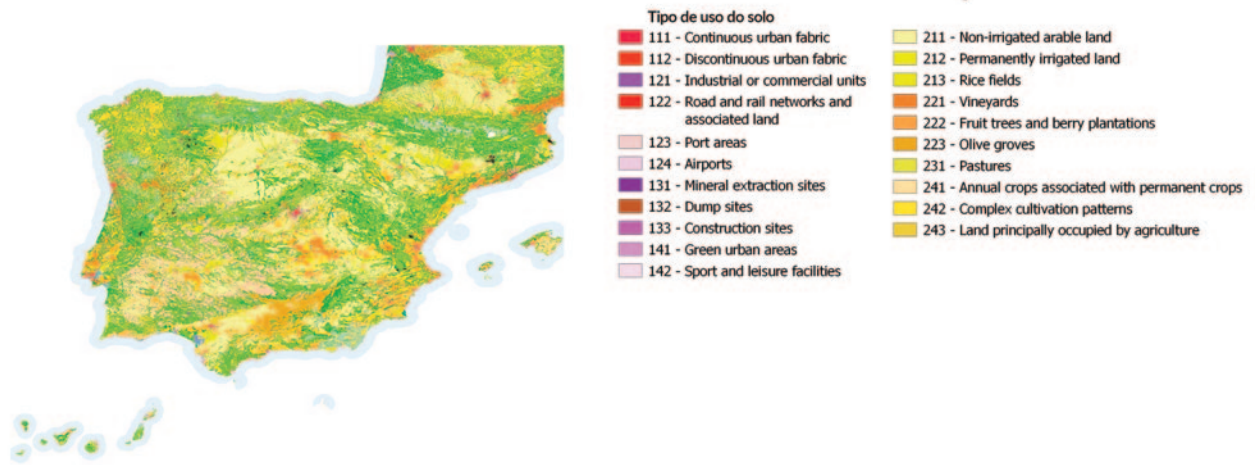 Tipo de uso do solo
111 - Continuous urban fabric
112 - Discontinuous urban fabric
121 - Industrial or commercial units
122 - Road and rail networks and
associated land
123 - Port areas
124 - Airports
131 - Mineral extraction sites
132 - Dump sites
133 - Construction sites
141 - Green urban areas
142 - Sport and leisure facilities
211 - Non-irrigated arable land
212 - Permanently irrigated land
213 - Rice fields
221 - Vineyards
222 - Fruit trees and berry plantations
223 - Olive groves
231 - Pastures
241 - Annual crops associated with permanent crops
242 - Complex cultivation patterns
243 - Land principally occupied by agriculture